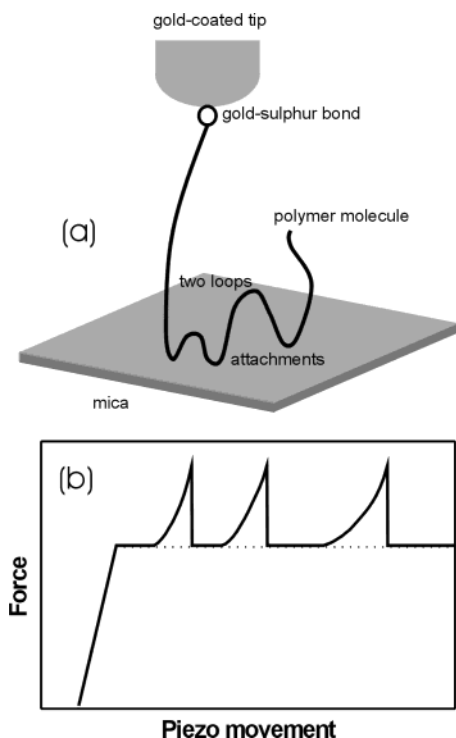 gold-coated tip
gold-sulphur bond
(a)
polymer molecule
two loops
attachments
mica
(b)
Force
Piezo movement